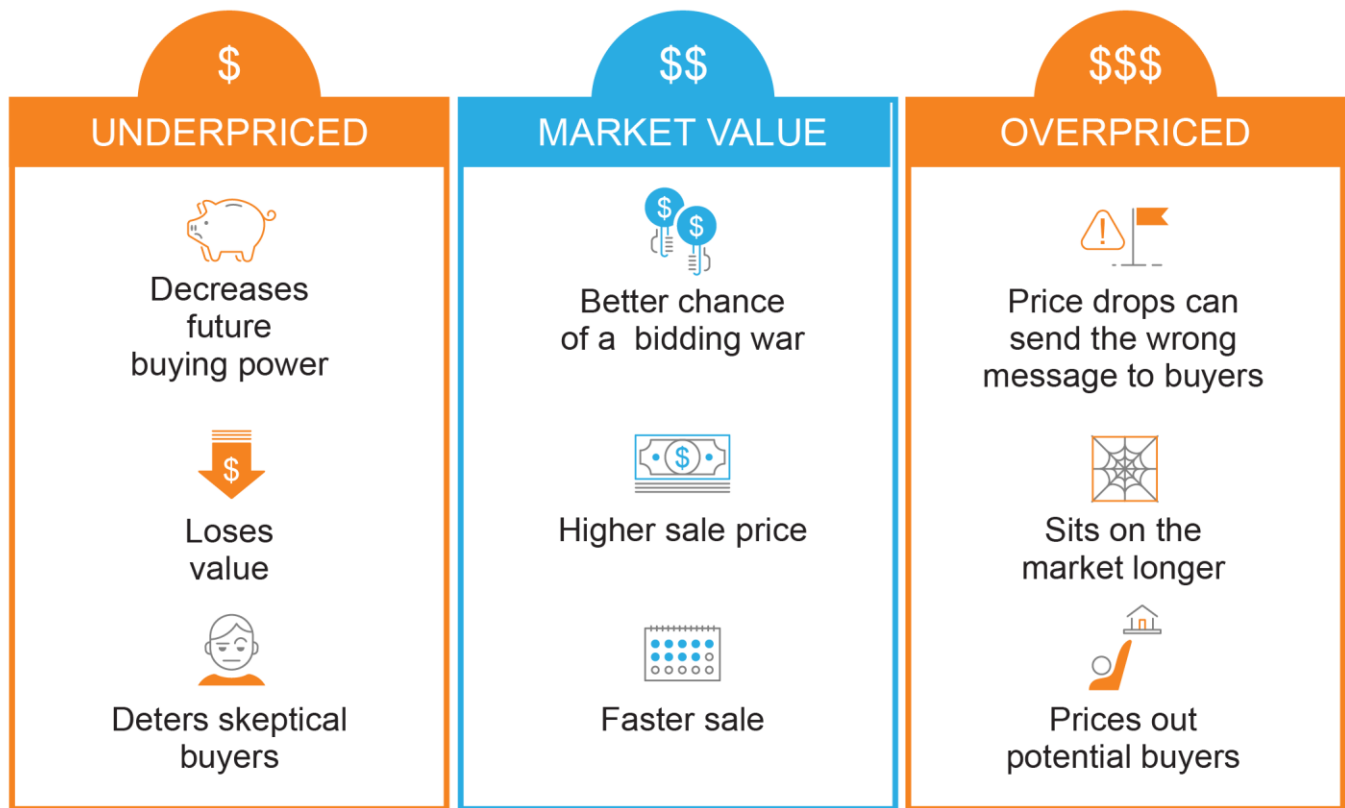 $
UNDERPRICED
Decreases
future
buying power
$
Loses
value
Deters skeptical
buyers
$$
MARKET VALUE
$ $
Better chance
of a  bidding war
$
Higher sale price
Faster sale
$$$
OVERPRICED
!
Price drops can
send the wrong
message to buyers
Sits on the
market longer
Prices out
potential buyers